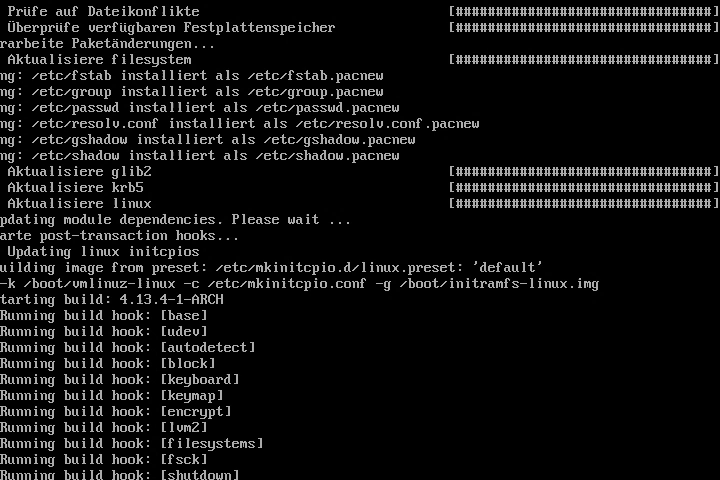 Prüfe auf Dateikonflikte [################################]
Überprüfe verfügbaren Festplattenspeicher [################################]
rarbeite Paketänderungen...
Aktualisiere filesystem [################################]
ng: /etc/fstab installiert als /etc/fstab.pacnew
ng: /etc/group installiert als /etc/group.pacnew
ng: /etc/passwd installiert als /etc/passwd.pacnew
ng: /etc/resolv.conf installiert als /etc/resolv.conf.pacnew
ng: /etc/gshadow installiert als /etc/gshadow.pacnew
ng: /etc/shadow installiert als /etc/shadow.pacnew
Aktualisiere glib2 [################################]
Aktualisiere krb5 [################################]
Aktualisiere linux [################################]
pdating module dependencies. Please wait ...
arte post-transaction hooks...
Updating linux initcpios
uilding image from preset: /etc/mkinitcpio.d/linux.preset: 'default'
-k /boot/vmlinuz-linux -c /etc/mkinitcpio.conf -g /boot/initramfs-linux.img
tarting build: 4.13.4-1-ARCH
Running build hook: [base]
Running build hook: [udev]
Running build hook: [autodetect]
Running build hook: [block]
Running build hook: [keyboard]
Running build hook: [keymap]
Running build hook: [encrypt]
Running build hook: [lvm2]
Running build hook: [filesystems]
Running build hook: [fsck]
Running build hook: [shutdown]